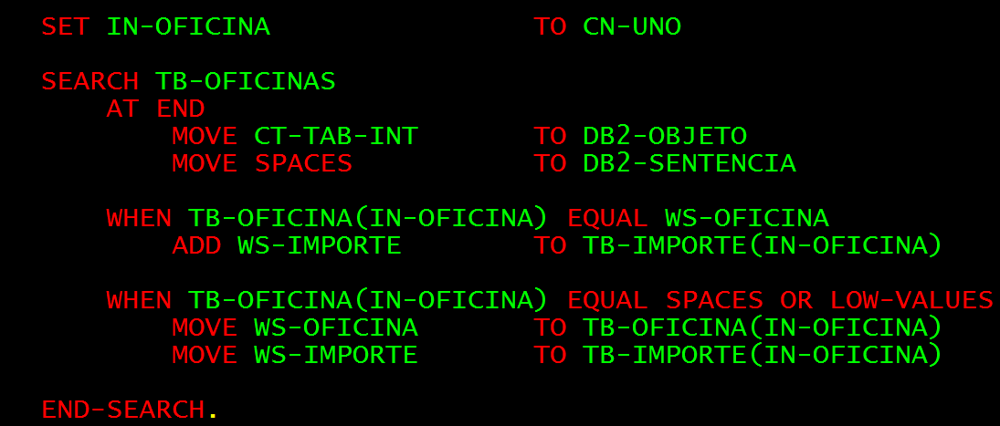 SET IN-OFICINA TO CN-UNO
SEARCH TB-OFICINAS
AT END
MOVE CT-TAB-INT TO DB2-OBJETO
MOVE SPACES TO DB2-SENTENCIA
WHEN TB-OFICINA(IN-OFICINA) EQUAL WS-OFICINA
ADD WS-IMPORTE TO TB-IMPORTE(IN-OFICINA)
WHEN TB-OFICINA(IN-OFICINA) EQUAL SPACES OR LOW-VALUES
MOVE WS-OFICINA TO TB-OFICINA(IN-OFICINA)
MOVE WS-IMPORTE TO TB-IMPORTE(IN-OFICINA)
END-SEARCH.